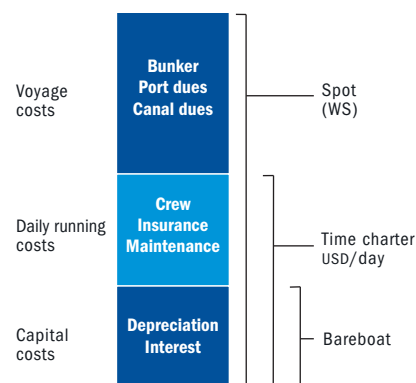 Voyage
costs
Bunker
Port dues
Canal dues
Spot
(WS)
Daily running
costs
Crew
Insurance
Maintenance
Time charter
USD/day
Capital
costs
Depreciation
Interest
Bareboat